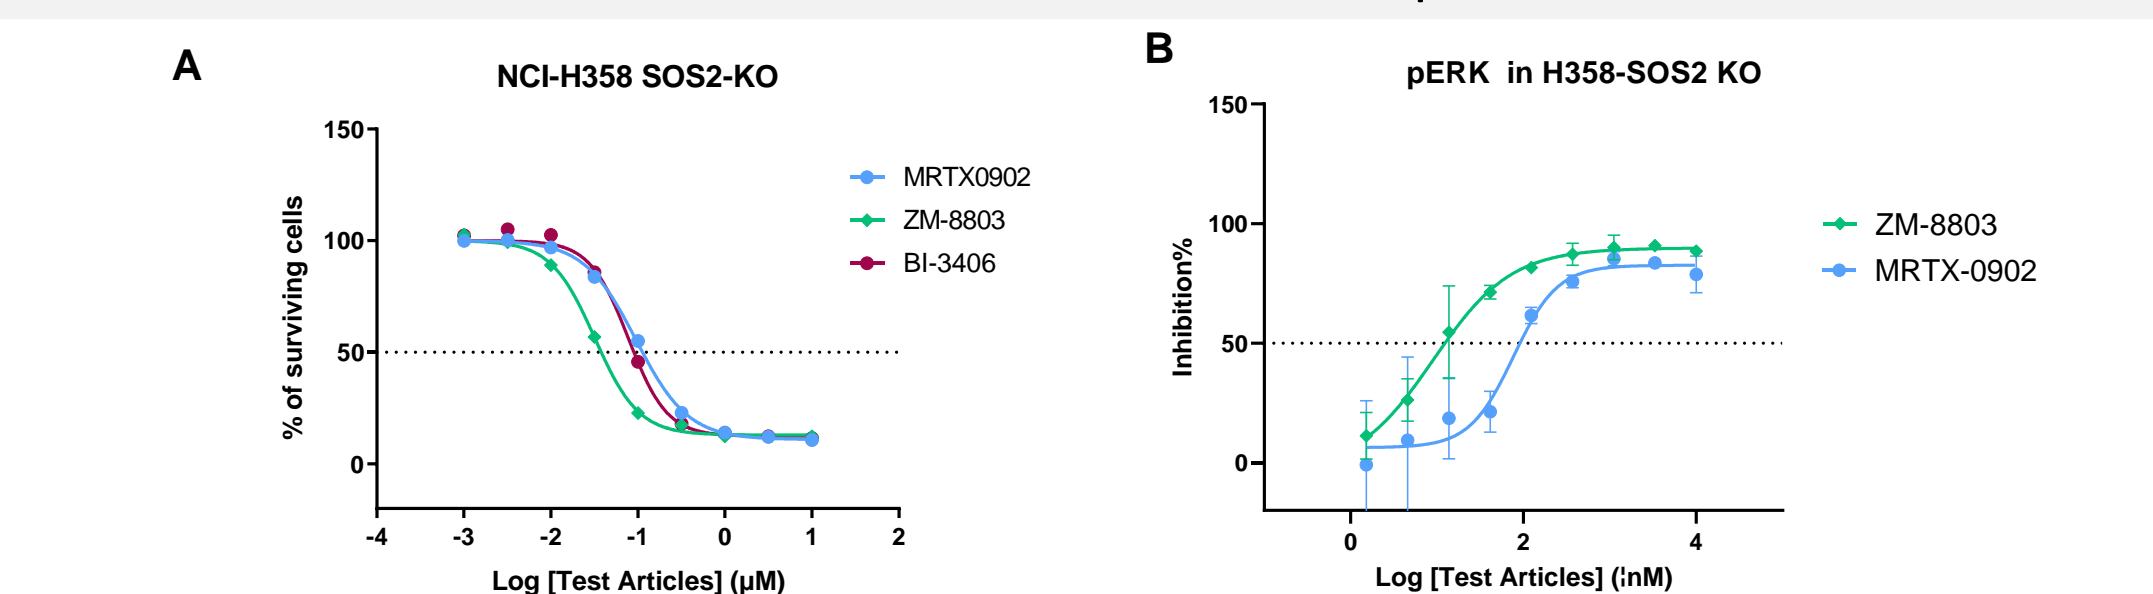 A
NCI-H358 SOS2-KO
150
100
50
0
% of surviving cells
-4 -3 -2 -1 0 1 2
Log [Test Articles] (µM)
MRTX0902
ZM-8803
BI-3406
B
pERK in H358-SOS2 KO
150
100
50
0
Inhibition%
0 2 4
Log [Test Articles] (¦nM)
ZM-8803
MRTX-0902